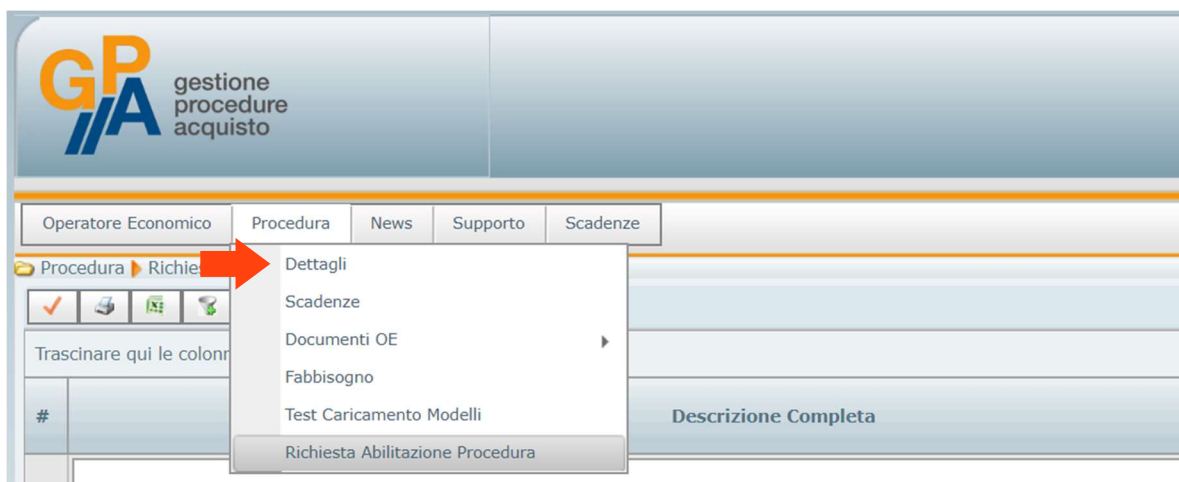 GPA
gestione
procedure
acquisto
Operatore Economico Procedura News Supporto Scadenze
Procedura Richies
Dettagli
Scadenze
Documenti OE
Fabbisogno
Test Caricamento Modelli
Richiesta Abilitazione Procedura
Trascinare qui le colonn
# Descrizione Completa